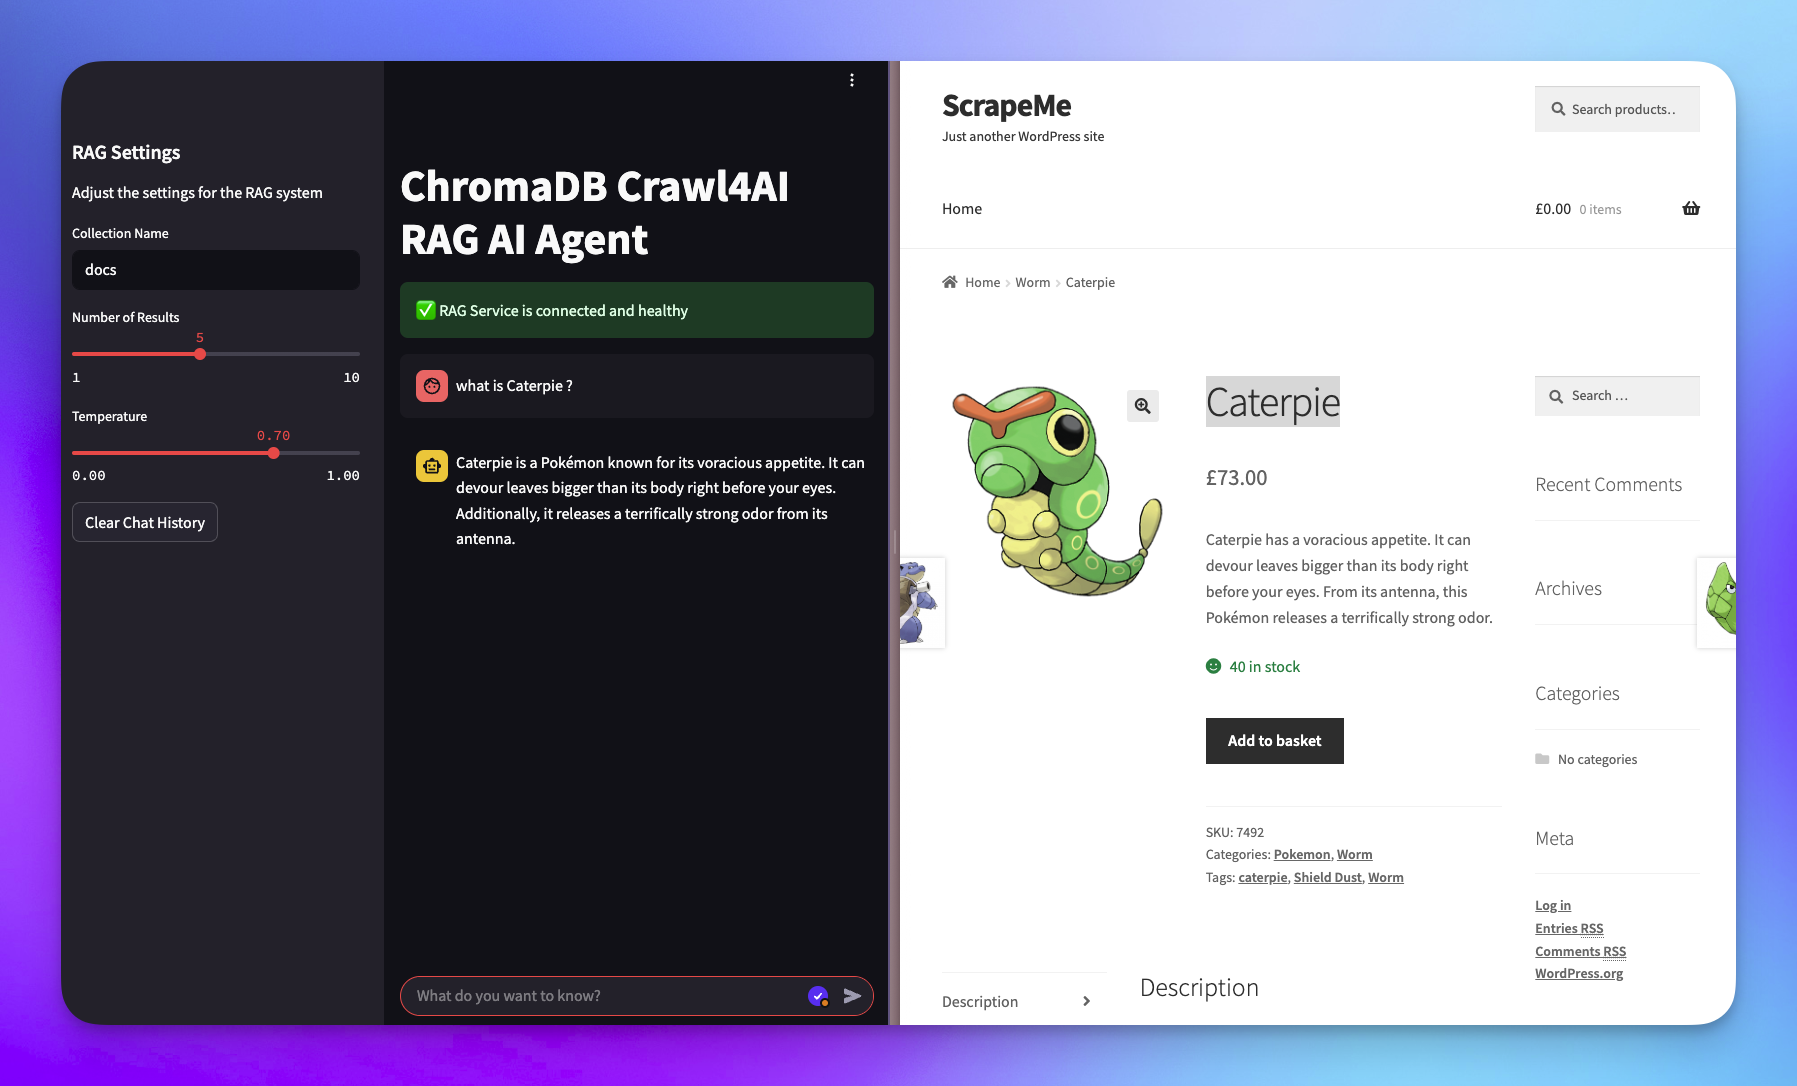 RAG Settings
Adjust the settings for the RAG system
Collection Name
docs
Number of Results
5
1 10
Temperature
0.70
0.00 1.00
Clear Chat History
ChromaDB Crawl4AI
RAG AI Agent
RAG Service is connected and healthy
what is Caterpie ?
Caterpie is a Pokémon known for its voracious appetite. It can
devour leaves bigger than its body right before your eyes.
Additionally, it releases a terrifically strong odor from its
antenna.
What do you want to know?
ScrapeMe
Just another WordPress site
Search products..
Home
£0.00 0 items
Home › Worm › Caterpie
Caterpie
£73.00
Caterpie has a voracious appetite. It can
devour leaves bigger than its body right
before your eyes. From its antenna, this
Pokémon releases a terrifically strong odor.
40 in stock
Add to basket
SKU: 7492
Categories: Pokemon, Worm
Tags: caterpie, Shield Dust, Worm
Description
Description
Search …
Recent Comments
Archives
Categories
No categories
Meta
Log in
Entries RSS
Comments RSS
WordPress.org